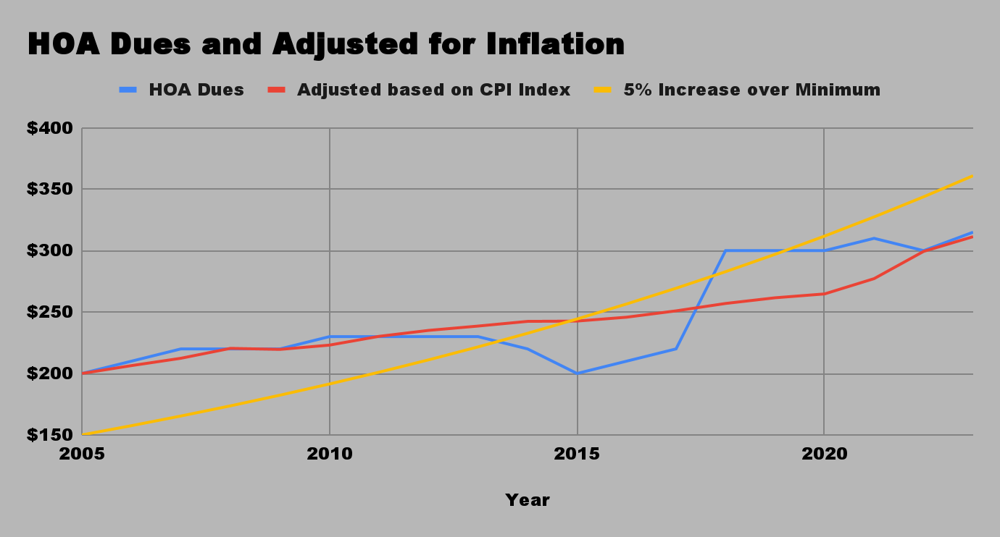 HOA Dues and Adjusted for Inflation
HOA Dues Adjusted based on CPI Index 5% Increase over Minimum
$400
$350
$300
$250
$200
$150
2005 2010 2015 2020
Year